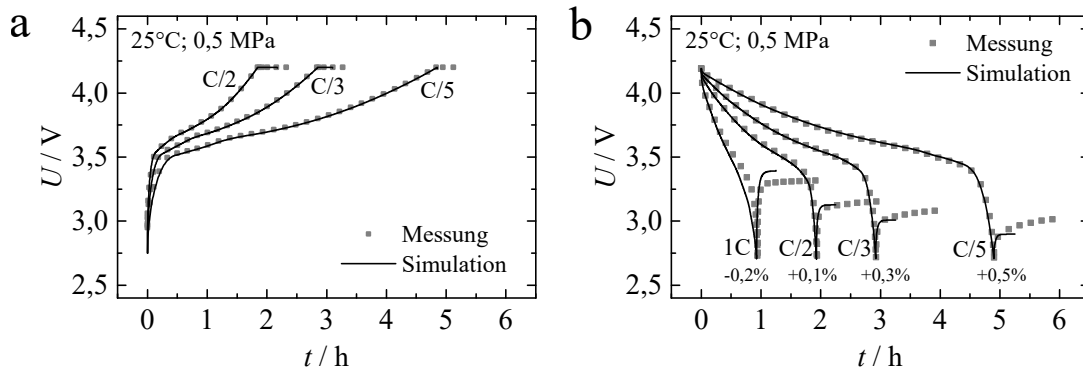 a
25°C; 0,5 MPa
4,5
4,0
3,5
3,0
2,5
U / V
C/2
C/3
C/5
Messung
Simulation
0 1 2 3 4 5 6
t / h
b
25°C; 0,5 MPa
Messung
Simulation
4,5
4,0
3,5
3,0
2,5
U / V
1C C/2 C/3 C/5
-0,2% +0,1% +0,3% +0,5%
0 1 2 3 4 5 6
t / h